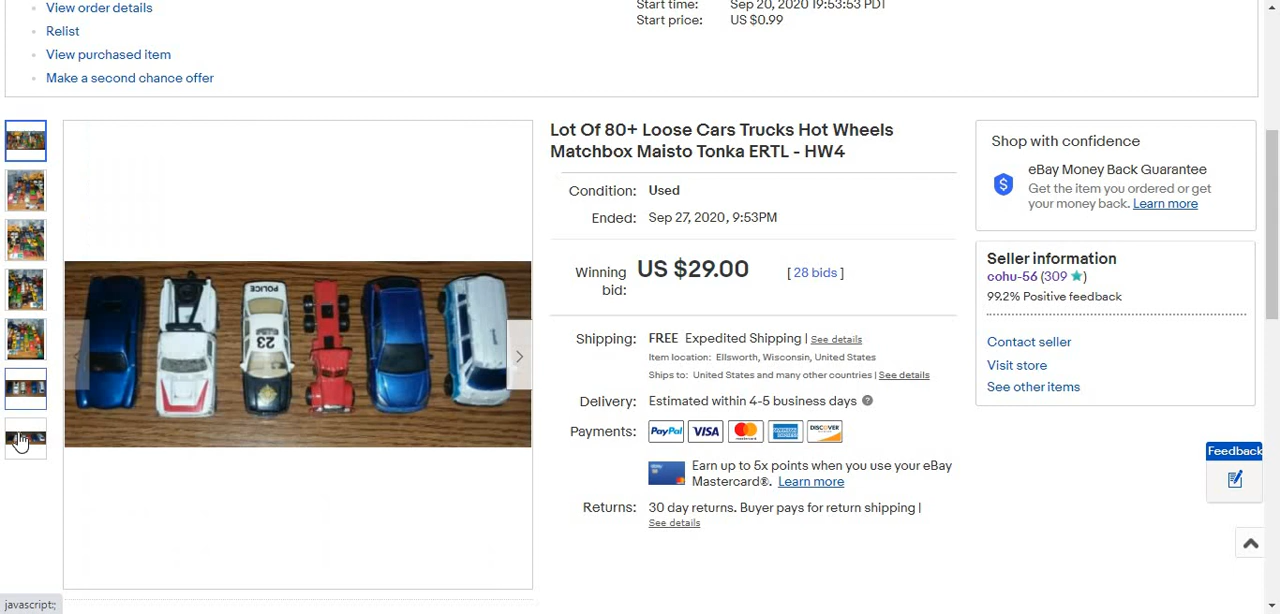 View order details
Start time: Sep 20, 2020 19:53:53 PDT
Relist
Start price: US $0.99
View purchased item
Make a second chance offer
Lot Of 80+ Loose Cars Trucks Hot Wheels
Matchbox Maisto Tonka ERTL - HW4
Condition: Used
Ended: Sep 27, 2020, 9:53PM
Winning bid: US $29.00 [ 28 bids ]
Shipping: FREE Expedited Shipping | See details
Item location: Ellsworth, Wisconsin, United States
Ships to: United States and many other countries | See details
Delivery: Estimated within 4-5 business days ?
Payments: PayPal VISA mastercard AMERICAN EXPRESS DISCOVER
Earn up to 5x points when you use your eBay
Mastercard®. Learn more
Returns: 30 day returns. Buyer pays for return shipping |
See details
Shop with confidence
eBay Money Back Guarantee
Get the item you ordered or get
your money back. Learn more
Seller information
cohu-56 (309 ★)
99.2% Positive feedback
Contact seller
Visit store
See other items
Feedback
POLICE
23
javascript:;